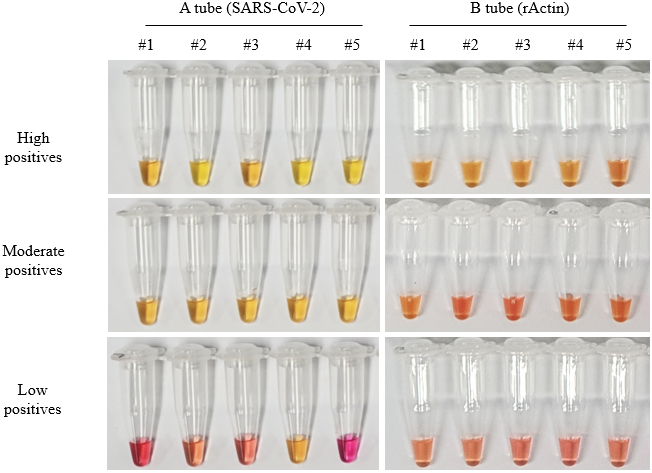 A tube (SARS-CoV-2) B tube (rActin)
#1 #2 #3 #4 #5 #1 #2 #3 #4 #5
High
positives
Moderate
positives
Low
positives